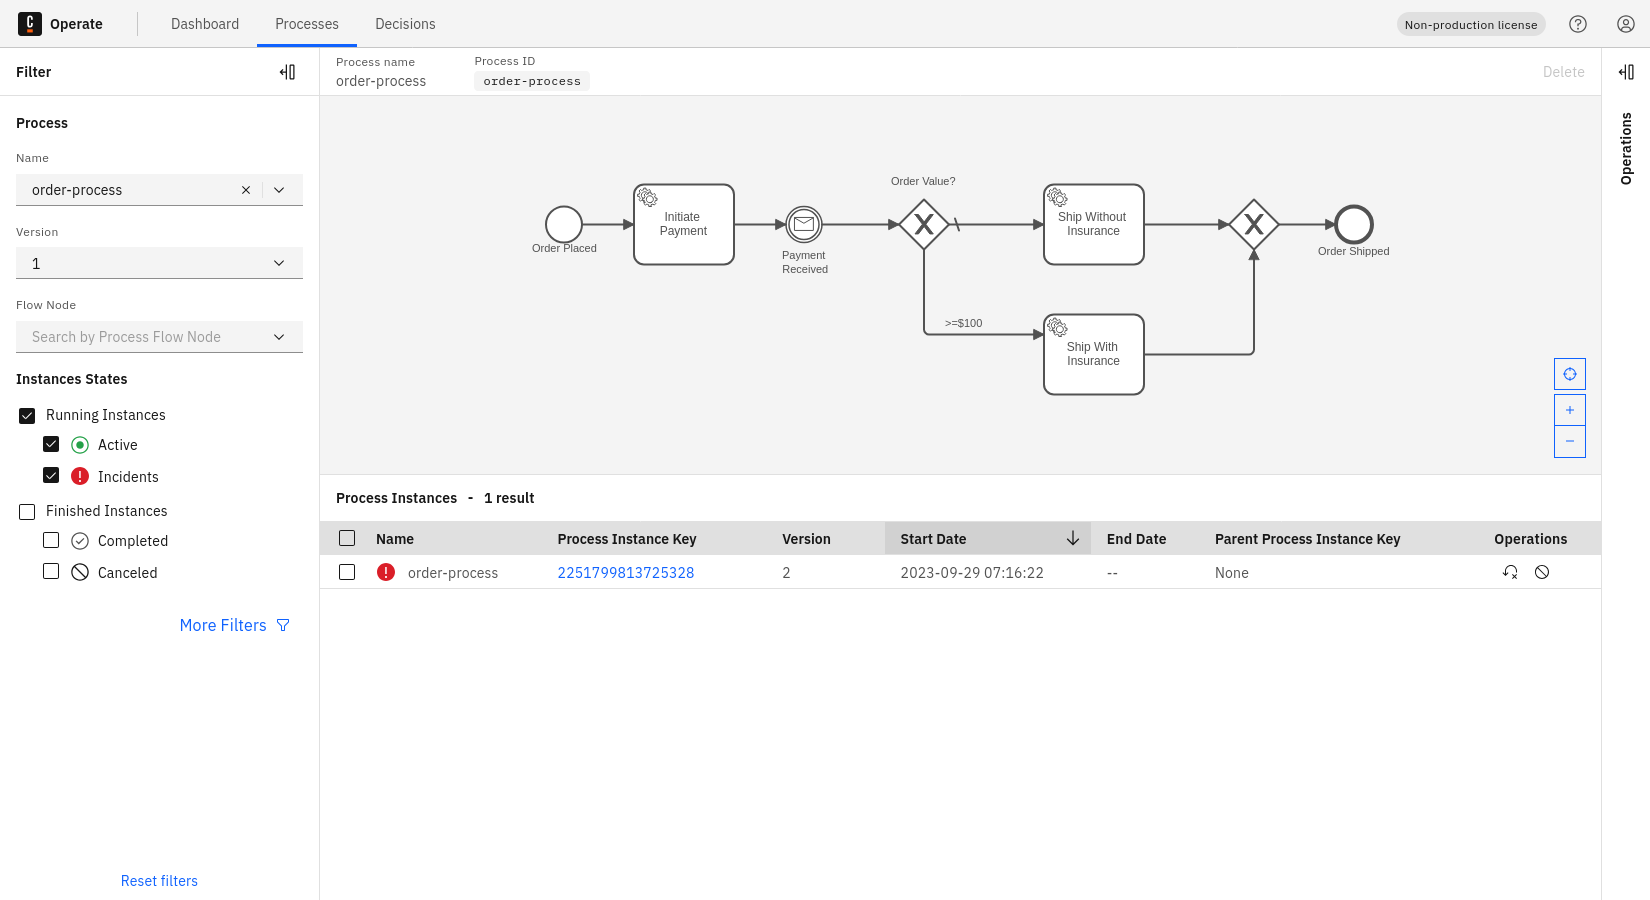 Operate
Dashboard
Processes
Decisions
Non-production license
Filter
Process
Name
order-process
Version
1
Flow Node
Search by Process Flow Node
Instances States
Running Instances
Active
Incidents
Finished Instances
Completed
Canceled
More Filters
Reset filters
Process name
order-process
Process ID
order-process
Delete
Order Placed
Initiate
Payment
Payment
Received
Order Value?
>=$100
Ship Without
Insurance
Ship With
Insurance
Order Shipped
+
−
Process Instances - 1 result
Name Process Instance Key Version Start Date End Date Parent Process Instance Key Operations
order-process 2251799813725328 2 2023-09-29 07:16:22 -- None
Operations